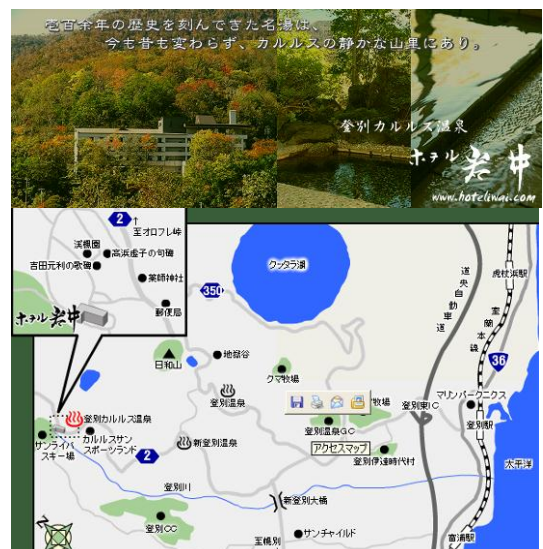 壱百余年の歴史を刻んできた名湯は、
今も昔も変わらず、カルルスの静かな山里にあり。
登別カルルス温泉
ホテル岩井
www.hoteliwai.com
2
至オロフレ峠
渓楓園
高浜虚子の句碑
吉田元利の歌碑
薬師神社
郵便局
ホテル岩井
クッタラ湖
350
道央自動車道
室蘭本線
虎杖浜駅
36
日和山
地獄谷
クマ牧場
登別温泉
牧場
登別東IC
マリンパークニクス
登別駅
登別カルルス温泉
カルルスサン
スポーツランド
サンライバ
スキー場
新登別温泉
登別温泉GC
アクセスマップ
登別伊達時代村
太平洋
2
登別川
新登別大橋
登別CC
至幌別
サンチャイルド
富浦駅